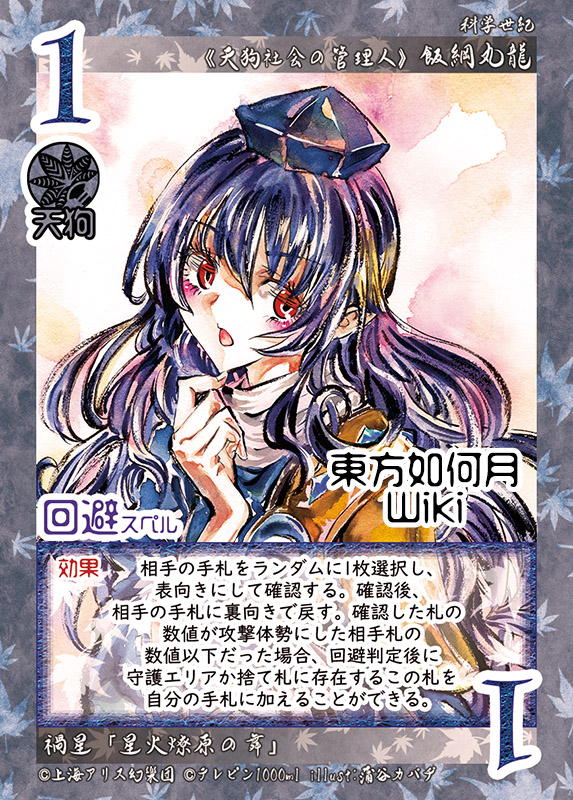 科学世紀
1
《天狗社会の管理人》 飯綱丸龍
天狗
東方如何月
Wiki
回避スペル
効果
相手の手札をランダムに1枚選択し、
表向きにして確認する。確認後、
相手の手札に裏向きで戻す。確認した札の
数値が攻撃体勢にした相手札の
数値以下だった場合、回避判定後に
守護エリアか捨て札に存在するこの札を
自分の手札に加えることができる。
1
禍星「星火燎原の舞」
©上海アリス幻樂団 ©テレピン1000ml illust:蒲谷カバヂ